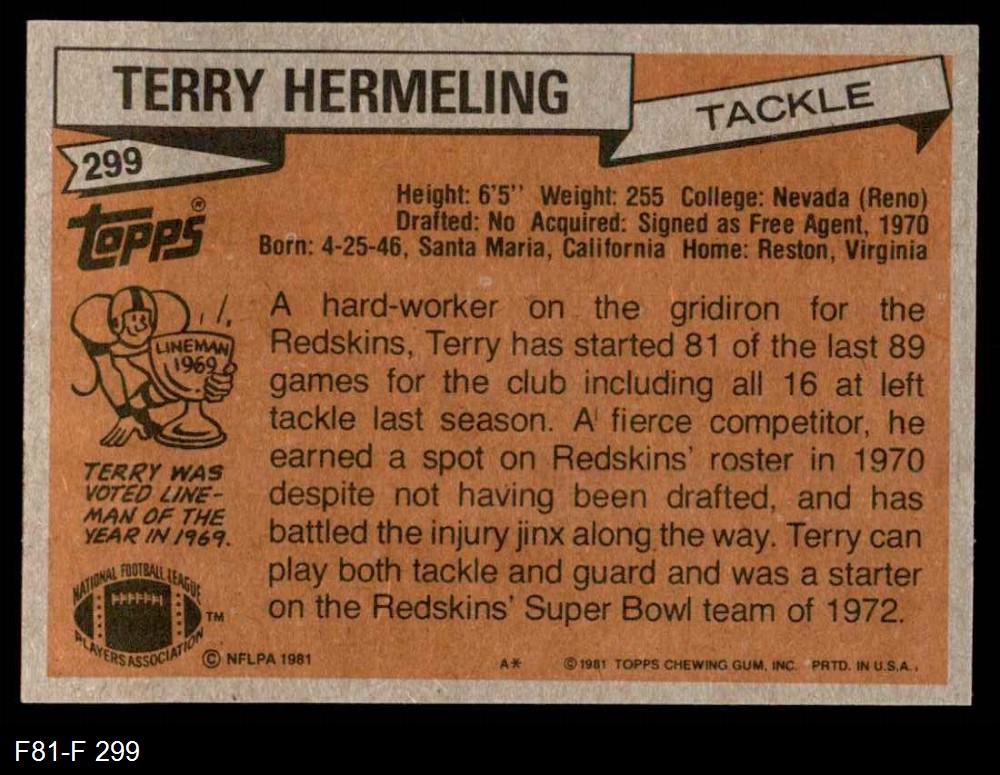 TERRY HERMELING
TACKLE
299
Topps®
Height: 6'5'' Weight: 255 College: Nevada (Reno)
Drafted: No Acquired: Signed as Free Agent, 1970
Born: 4-25-46, Santa Maria, California Home: Reston, Virginia
LINEMAN
1969
TERRY WAS
VOTED LINE-
MAN OF THE
YEAR IN 1969.
A hard-worker on the gridiron for the
Redskins, Terry has started 81 of the last 89
games for the club including all 16 at left
tackle last season. A fierce competitor, he
earned a spot on Redskins' roster in 1970
despite not having been drafted, and has
battled the injury jinx along the way. Terry can
play both tackle and guard and was a starter
on the Redskins' Super Bowl team of 1972.
NATIONAL FOOTBALL LEAGUE
PLAYERS ASSOCIATION
TM
© NFLPA 1981
A*
© 1981 TOPPS CHEWING GUM, INC. PRTD. IN U.S.A.
F81-F 299